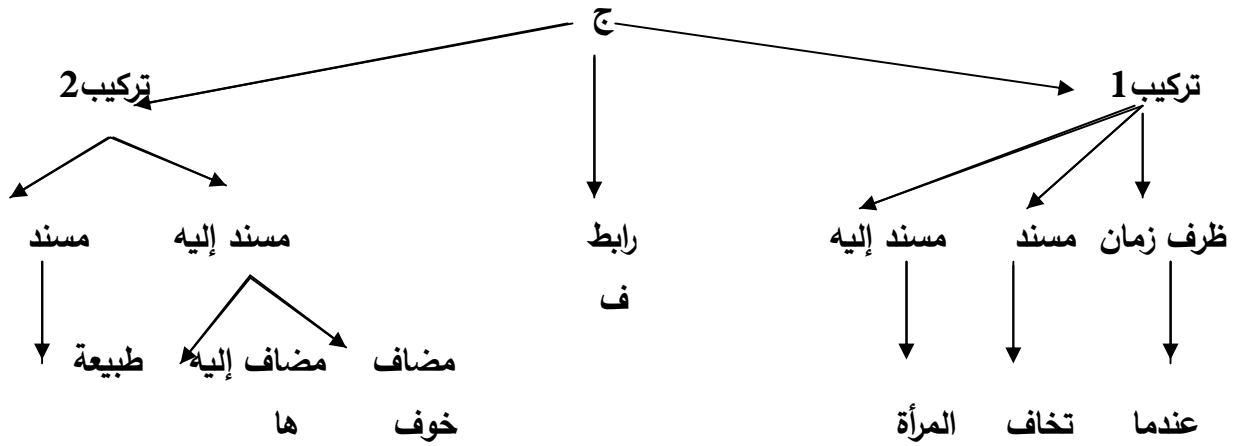 ج
تركيب1 تركيب2
ظرف زمان مسند مسند إليه رابط مسند إليه مسند
ف
مضاف مضاف إليه طبيعة
عندما تخاف المرأة خوف ها